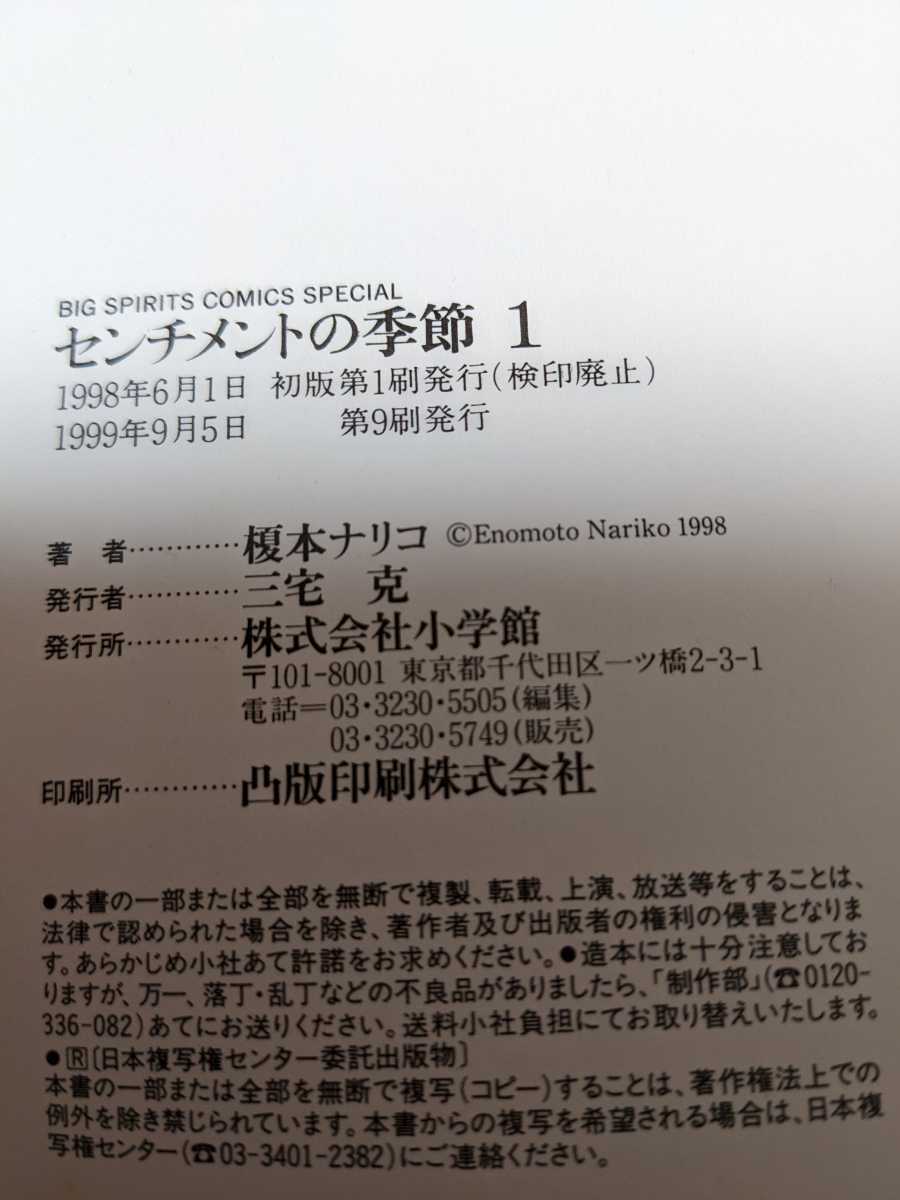 BIG SPIRITS COMICS SPECIAL
センチメントの季節 1
1998年6月1日 初版第1刷発行(検印廃止)
1999年9月5日 第9刷発行
著 者…………榎本ナリコ ©Enomoto Nariko 1998
発行者…………三宅 克
発行所…………株式会社小学館
〒101-8001 東京都千代田区一ツ橋2-3-1
電話=03・3230・5505(編集)
03・3230・5749(販売)
印刷所…………凸版印刷株式会社
●本書の一部または全部を無断で複製、転載、上演、放送等をすることは、
法律で認められた場合を除き、著作者及び出版者の権利の侵害となりま
す。あらかじめ小社あて許諾をお求めください。●造本には十分注意してお
りますが、万一、落丁・乱丁などの不良品がありましたら、「制作部」(☎0120-
336-082)あてにお送りください。送料小社負担にてお取り替えいたします。
●Ⓡ〔日本複写権センター委託出版物〕
本書の一部または全部を無断で複写(コピー)することは、著作権法上での
例外を除き禁じられています。本書からの複写を希望される場合は、日本複
写権センター(☎03-3401-2382)にご連絡ください。